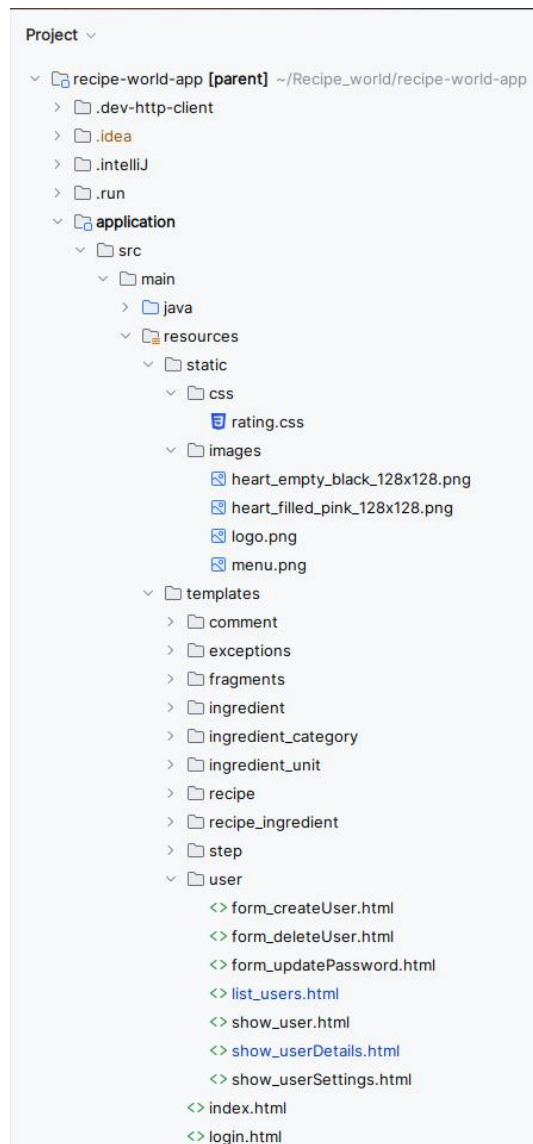 Project
recipe-world-app [parent] ~/Recipe_world/recipe-world-app
.dev-http-client
.idea
.intelliJ
.run
application
src
main
java
resources
static
css
rating.css
images
heart_empty_black_128x128.png
heart_filled_pink_128x128.png
logo.png
menu.png
templates
comment
exceptions
fragments
ingredient
ingredient_category
ingredient_unit
recipe
recipe_ingredient
step
user
form_createUser.html
form_deleteUser.html
form_updatePassword.html
list_users.html
show_user.html
show_userDetails.html
show_userSettings.html
index.html
login.html